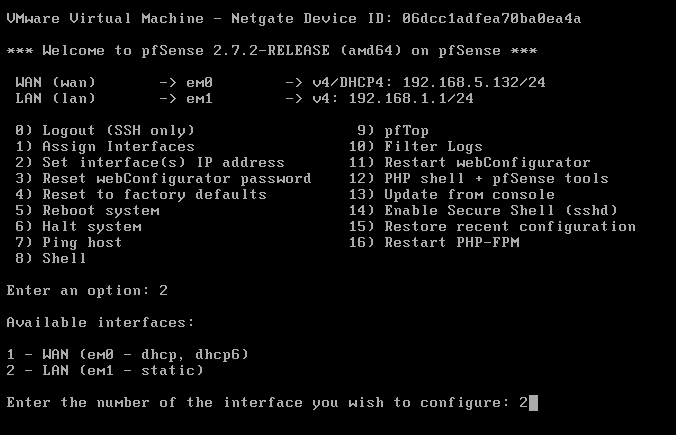 VMware Virtual Machine - Netgate Device ID: 06dcc1adfea70ba0ea4a
*** Welcome to pfSense 2.7.2-RELEASE (amd64) on pfSense ***
WAN (wan) -> em0 -> v4/DHCP4: 192.168.5.132/24
LAN (lan) -> em1 -> v4: 192.168.1.1/24
0) Logout (SSH only) 9) pfTop
1) Assign Interfaces 10) Filter Logs
2) Set interface(s) IP address 11) Restart webConfigurator
3) Reset webConfigurator password 12) PHP shell + pfSense tools
4) Reset to factory defaults 13) Update from console
5) Reboot system 14) Enable Secure Shell (sshd)
6) Halt system 15) Restore recent configuration
7) Ping host 16) Restart PHP-FPM
8) Shell
Enter an option: 2
Available interfaces:
1 - WAN (em0 - dhcp, dhcp6)
2 - LAN (em1 - static)
Enter the number of the interface you wish to configure: 2